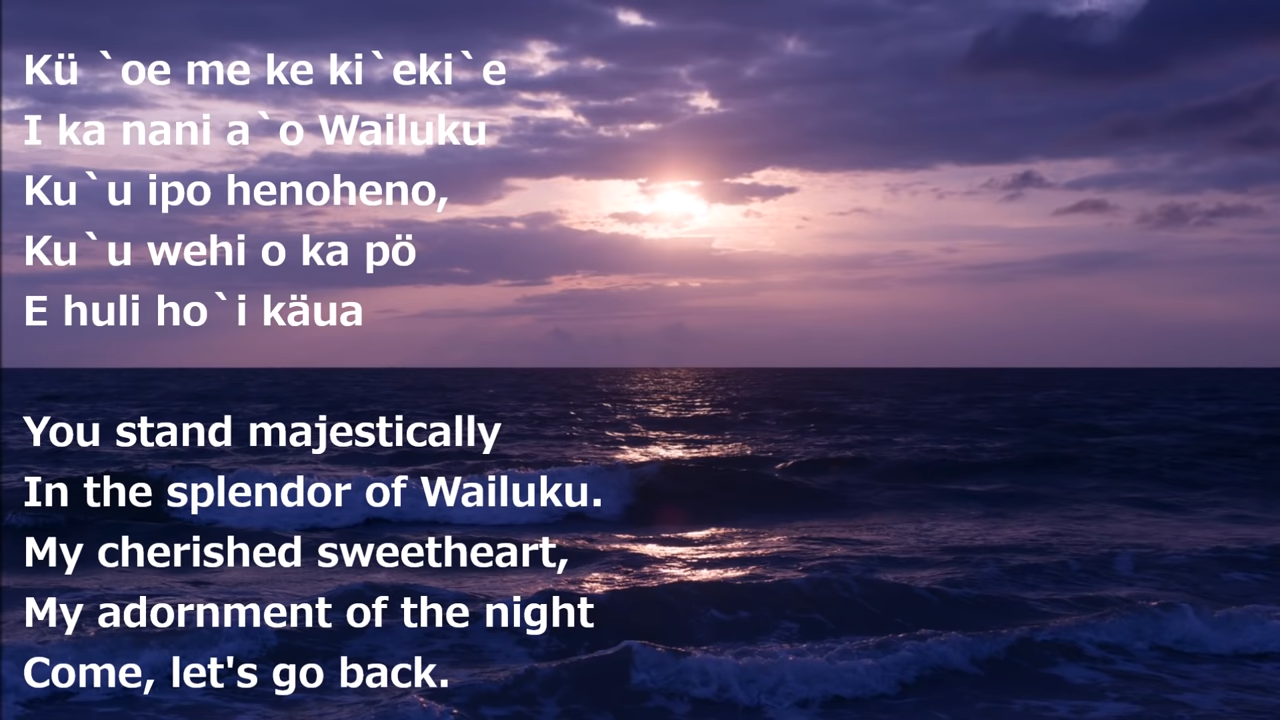 Kü `oe me ke ki`eki`e
I ka nani a`o Wailuku
Ku`u ipo henoheno,
Ku`u wehi o ka pö
E huli ho`i käua
You stand majestically
In the splendor of Wailuku.
My cherished sweetheart,
My adornment of the night
Come, let's go back.